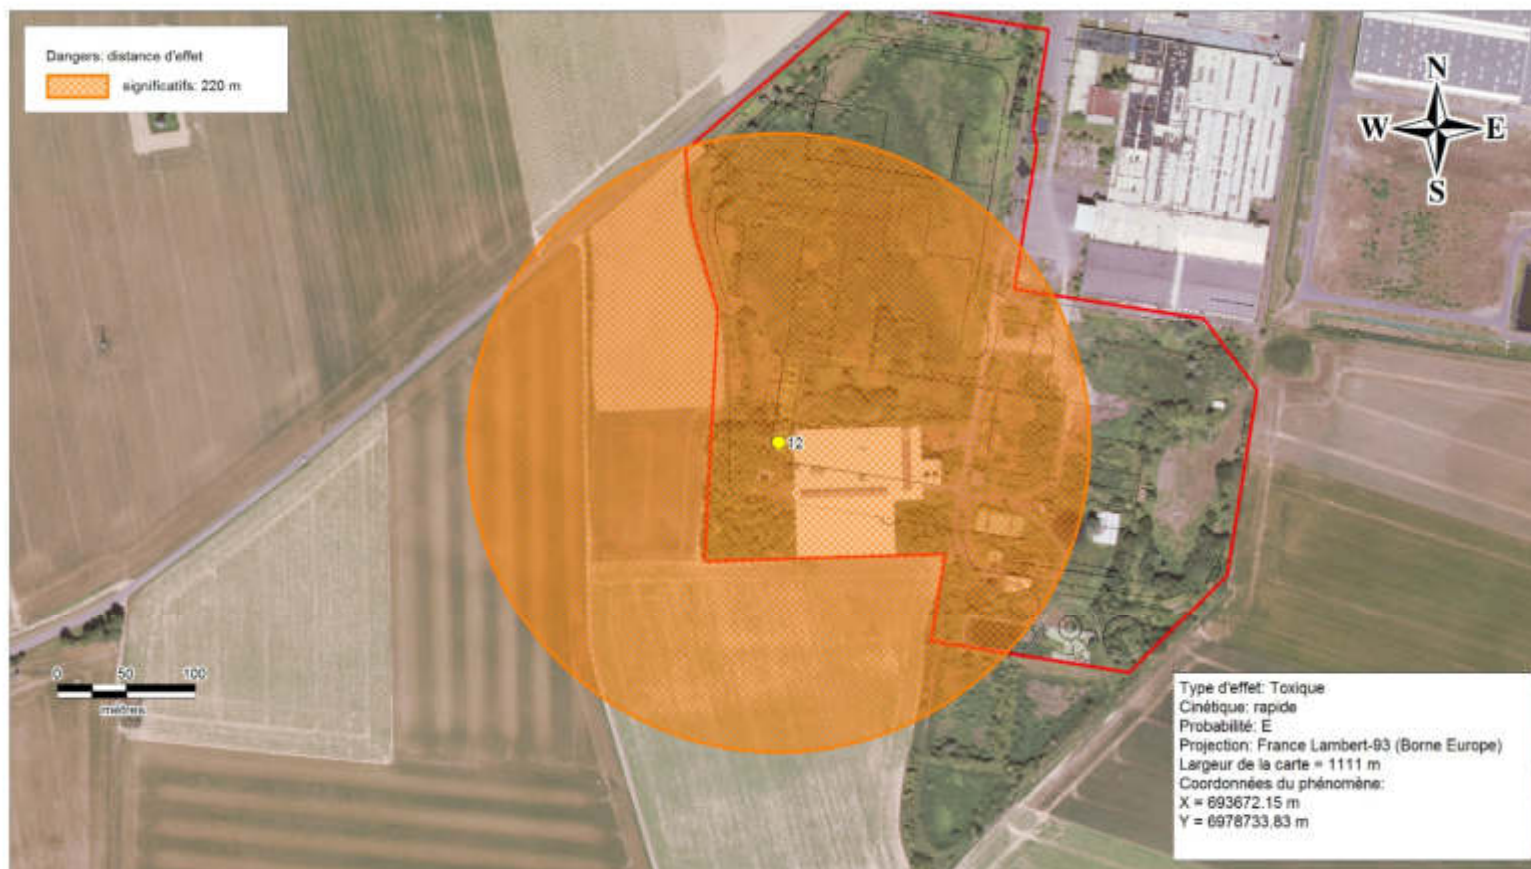 Dangers: distance d'effet
significatifs: 220 m
N
W E
S
12
0 50 100
mètres
Type d'effet: Toxique
Cinétique: rapide
Probabilité: E
Projection: France Lambert-93 (Borne Europe)
Largeur de la carte = 1111 m
Coordonnées du phénomène:
X = 693672.15 m
Y = 6978733.83 m